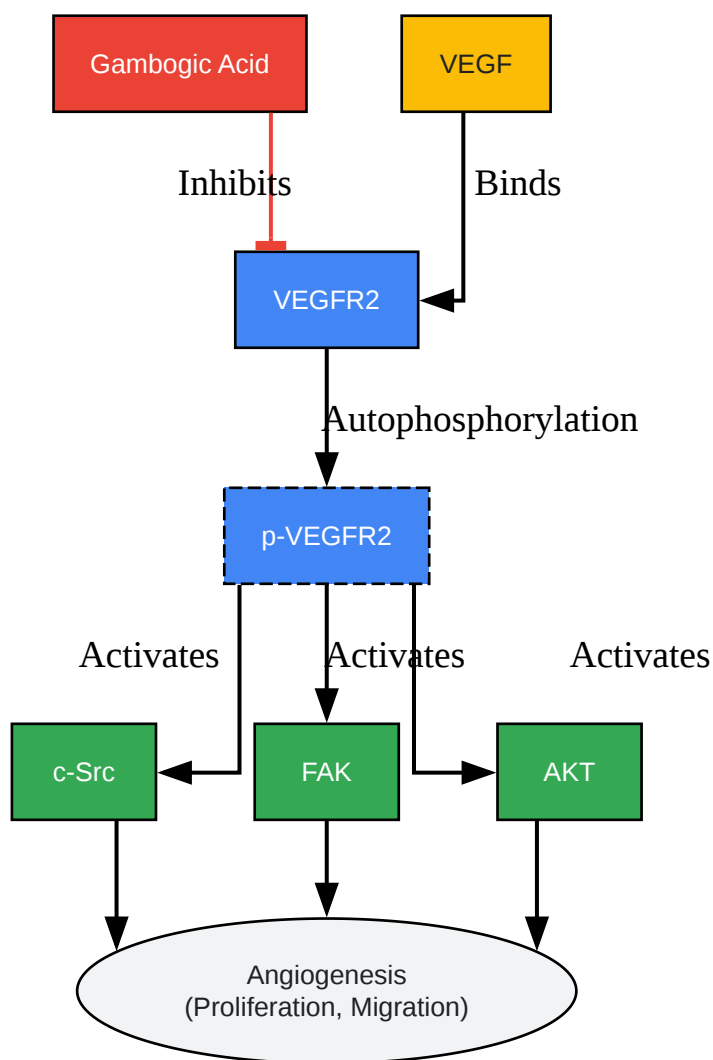 Gambogic Acid
VEGF
Inhibits
Binds
VEGFR2
Autophosphorylation
p-VEGFR2
Activates
Activates
Activates
c-Src
FAK
AKT
Angiogenesis
(Proliferation, Migration)